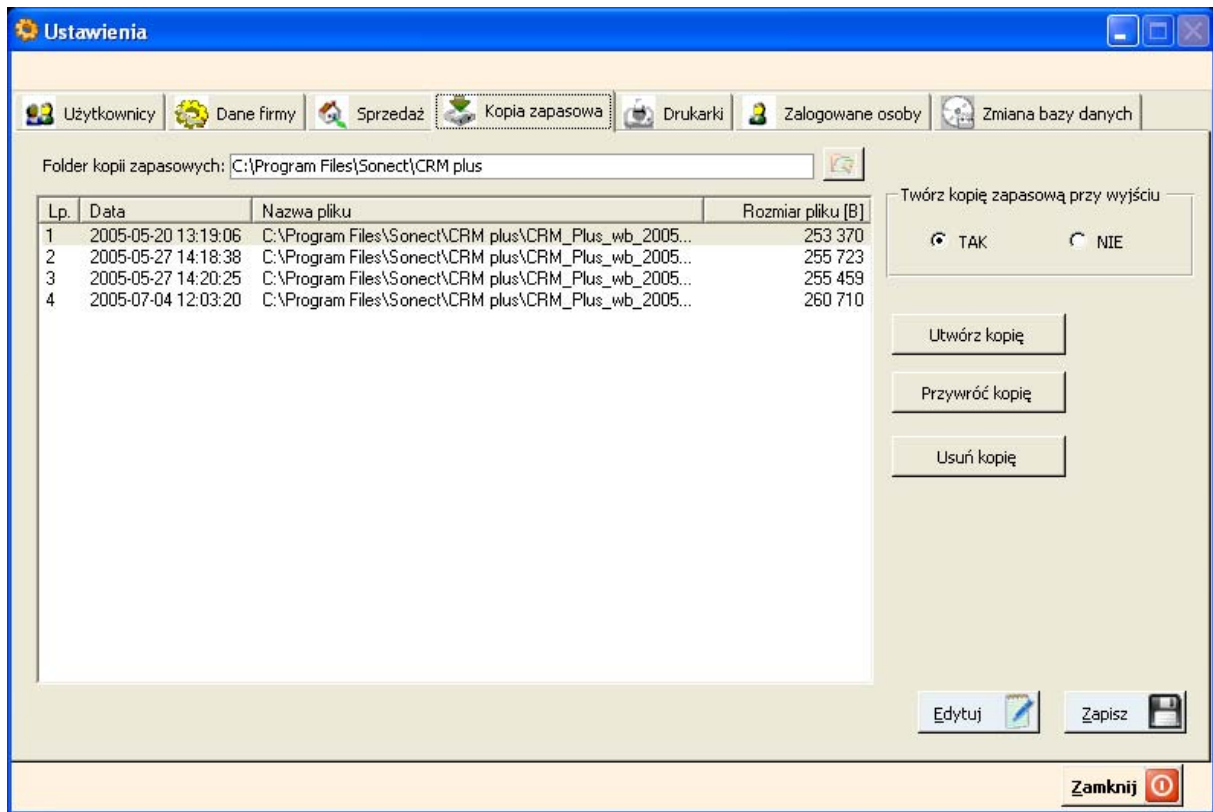 Ustawienia
Użytkownicy Dane firmy Sprzedaż Kopia zapasowa Drukarki Zalogowane osoby Zmiana bazy danych
Folder kopii zapasowych: C:\Program Files\Sonect\CRM plus
Lp. Data Nazwa pliku Rozmiar pliku [B]
1 2005-05-20 13:19:06 C:\Program Files\Sonect\CRM plus\CRM_Plus_wb_2005... 253 370
2 2005-05-27 14:18:38 C:\Program Files\Sonect\CRM plus\CRM_Plus_wb_2005... 255 723
3 2005-05-27 14:20:25 C:\Program Files\Sonect\CRM plus\CRM_Plus_wb_2005... 255 459
4 2005-07-04 12:03:20 C:\Program Files\Sonect\CRM plus\CRM_Plus_wb_2005... 260 710
Twórz kopię zapasową przy wyjściu
TAK NIE
Utwórz kopię
Przywróć kopię
Usuń kopię
Edytuj Zapisz
Zamknij